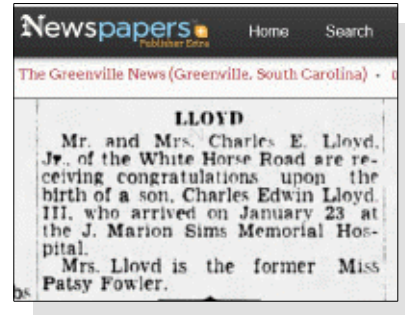 Newspapers
Publisher Extra
Home Search
The Greenville News (Greenville, South Carolina) -
LLOYD
Mr. and Mrs. Charles E. Lloyd,
Jr., of the White Horse Road are re-
ceiving congratulations upon the
birth of a son, Charles Edwin Lloyd.
III, who arrived on January 23 at
the J. Marion Sims Memorial Hos-
pital.
Mrs. Lloyd is the former Miss
Patsy Fowler.
bs